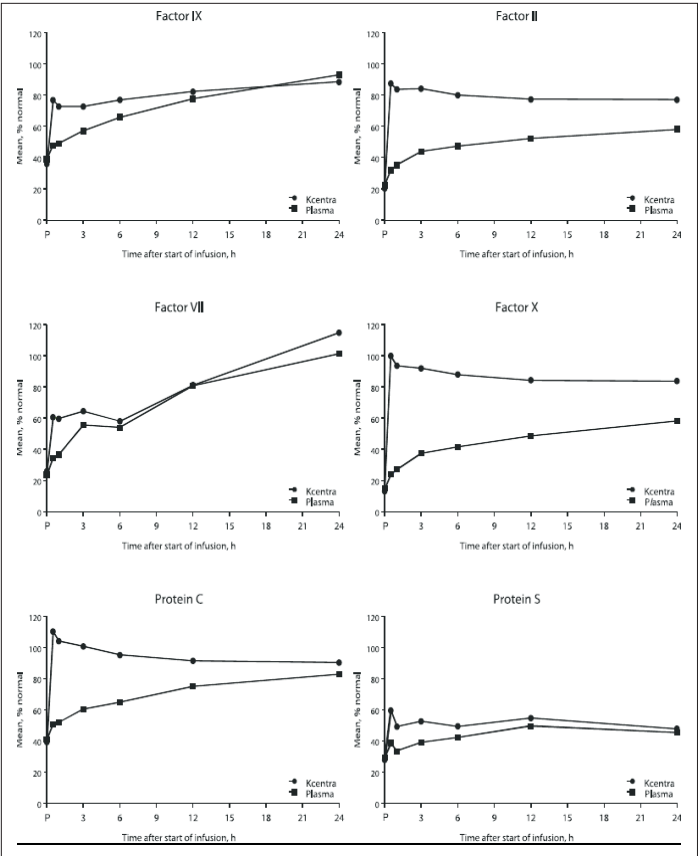 Factor IX
Mean, % normal
120
100
80
60
40
20
0
Kcentra
Plasma
P 3 6 9 12 15 18 21 24
Time after start of infusion, h
Factor II
Mean, % normal
120
100
80
60
40
20
0
Kcentra
Plasma
P 3 6 9 12 15 18 21 24
Time after start of infusion, h
Factor VII
Mean, % normal
120
100
80
60
40
20
0
Kcentra
Plasma
P 3 6 9 12 15 18 21 24
Time after start of infusion, h
Factor X
Mean, % normal
120
100
80
60
40
20
0
Kcentra
Plasma
P 3 6 9 12 15 18 21 24
Time after start of infusion, h
Protein C
Mean, % normal
120
100
80
60
40
20
0
Kcentra
Plasma
P 3 6 9 12 15 18 21 24
Time after start of infusion, h
Protein S
Mean, % normal
120
100
80
60
40
20
0
Kcentra
Plasma
P 3 6 9 12 15 18 21 24
Time after start of infusion, h